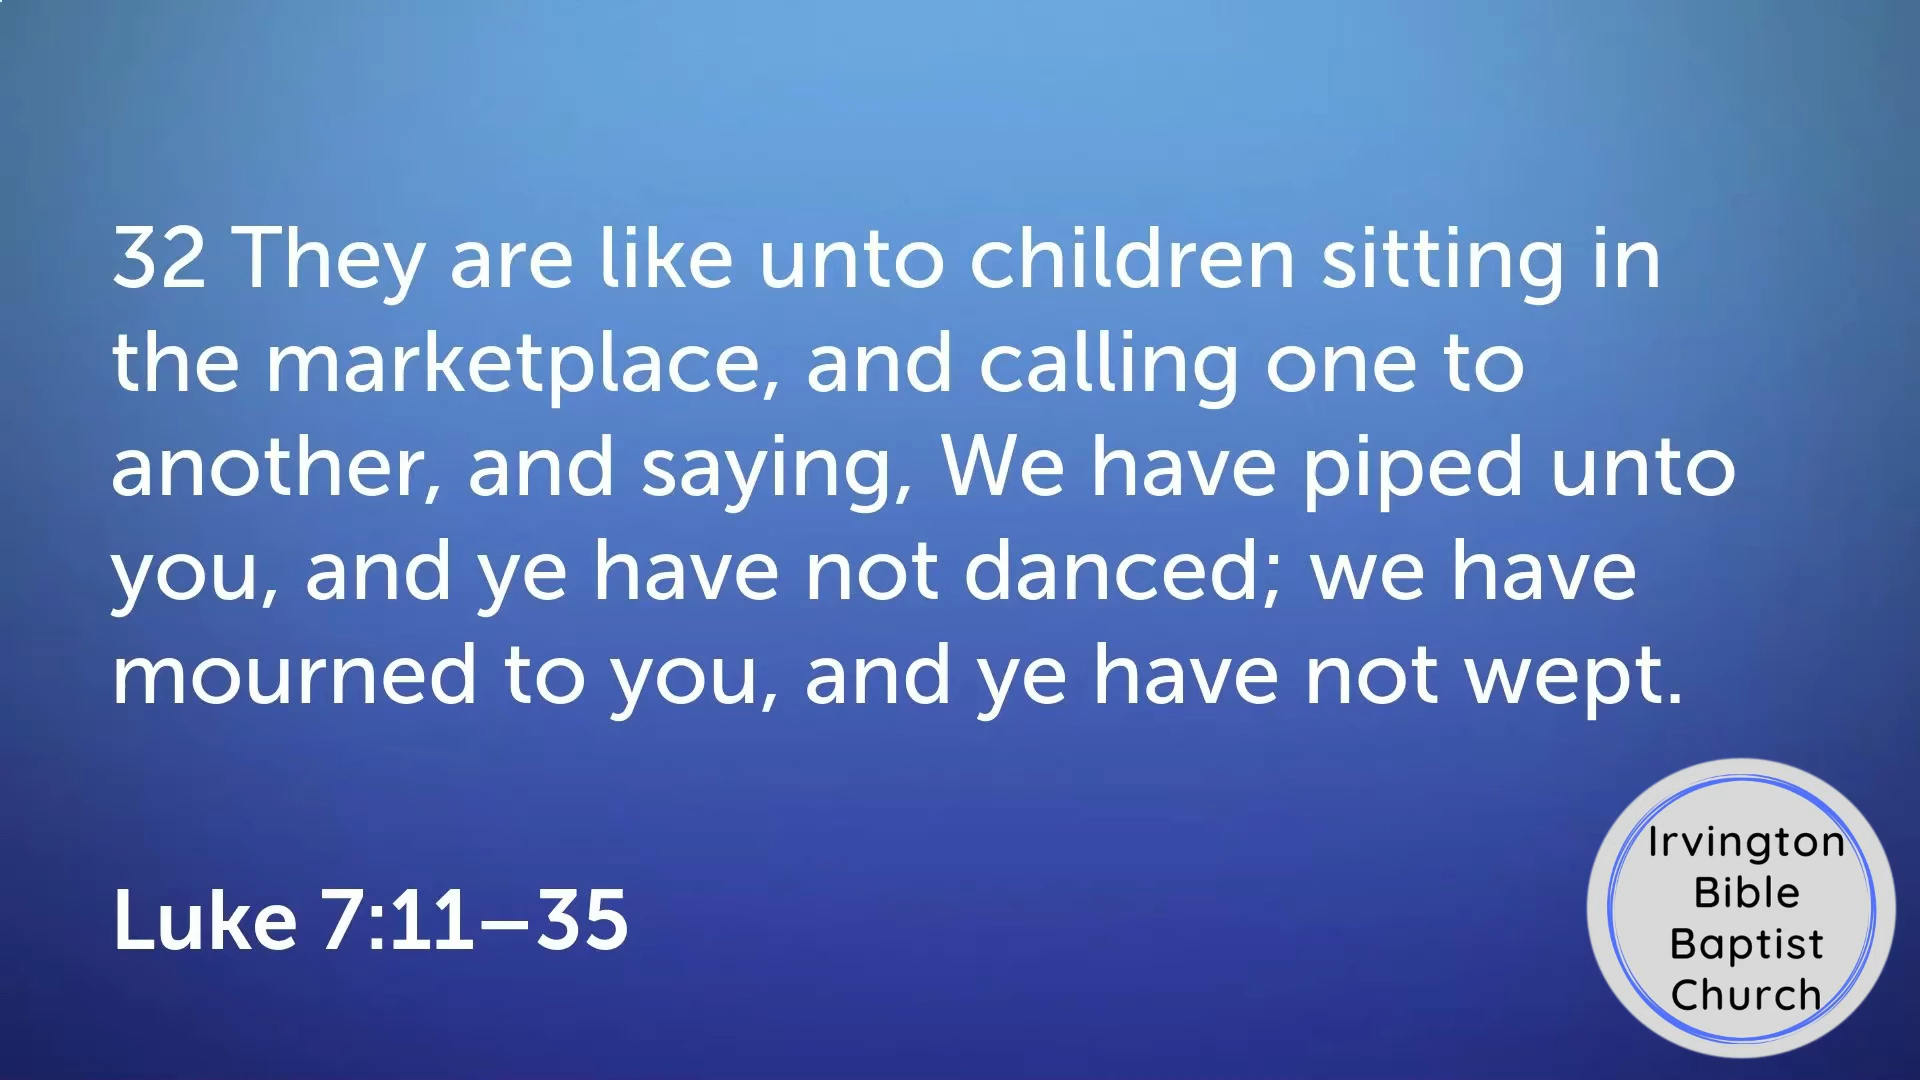 32 They are like unto children sitting in
the marketplace, and calling one to
another, and saying, We have piped unto
you, and ye have not danced; we have
mourned to you, and ye have not wept.
Luke 7:11–35
Irvington
Bible
Baptist
Church